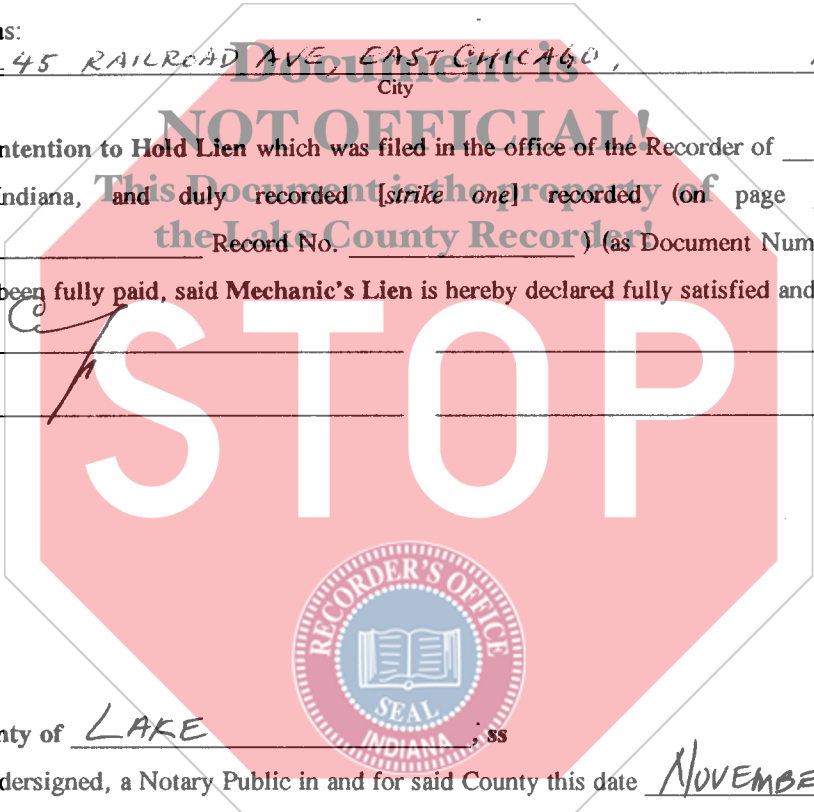 as:
45 RAILROAD AVE, EAST CHICAGO,
City
Document is
NOT OFFICIAL!
This Document is the property of
the Lake County Recorder!
ntention to Hold Lien which was filed in the office of the Recorder of
Indiana, and duly recorded [strike one] recorded (on page
Record No. ) (as Document Num
been fully paid, said Mechanic's Lien is hereby declared fully satisfied and
STOP
RECORDER'S OFFICE
SEAL
INDIANA
nty of LAKE , ss
dersigned, a Notary Public in and for said County this date NOVEMBE